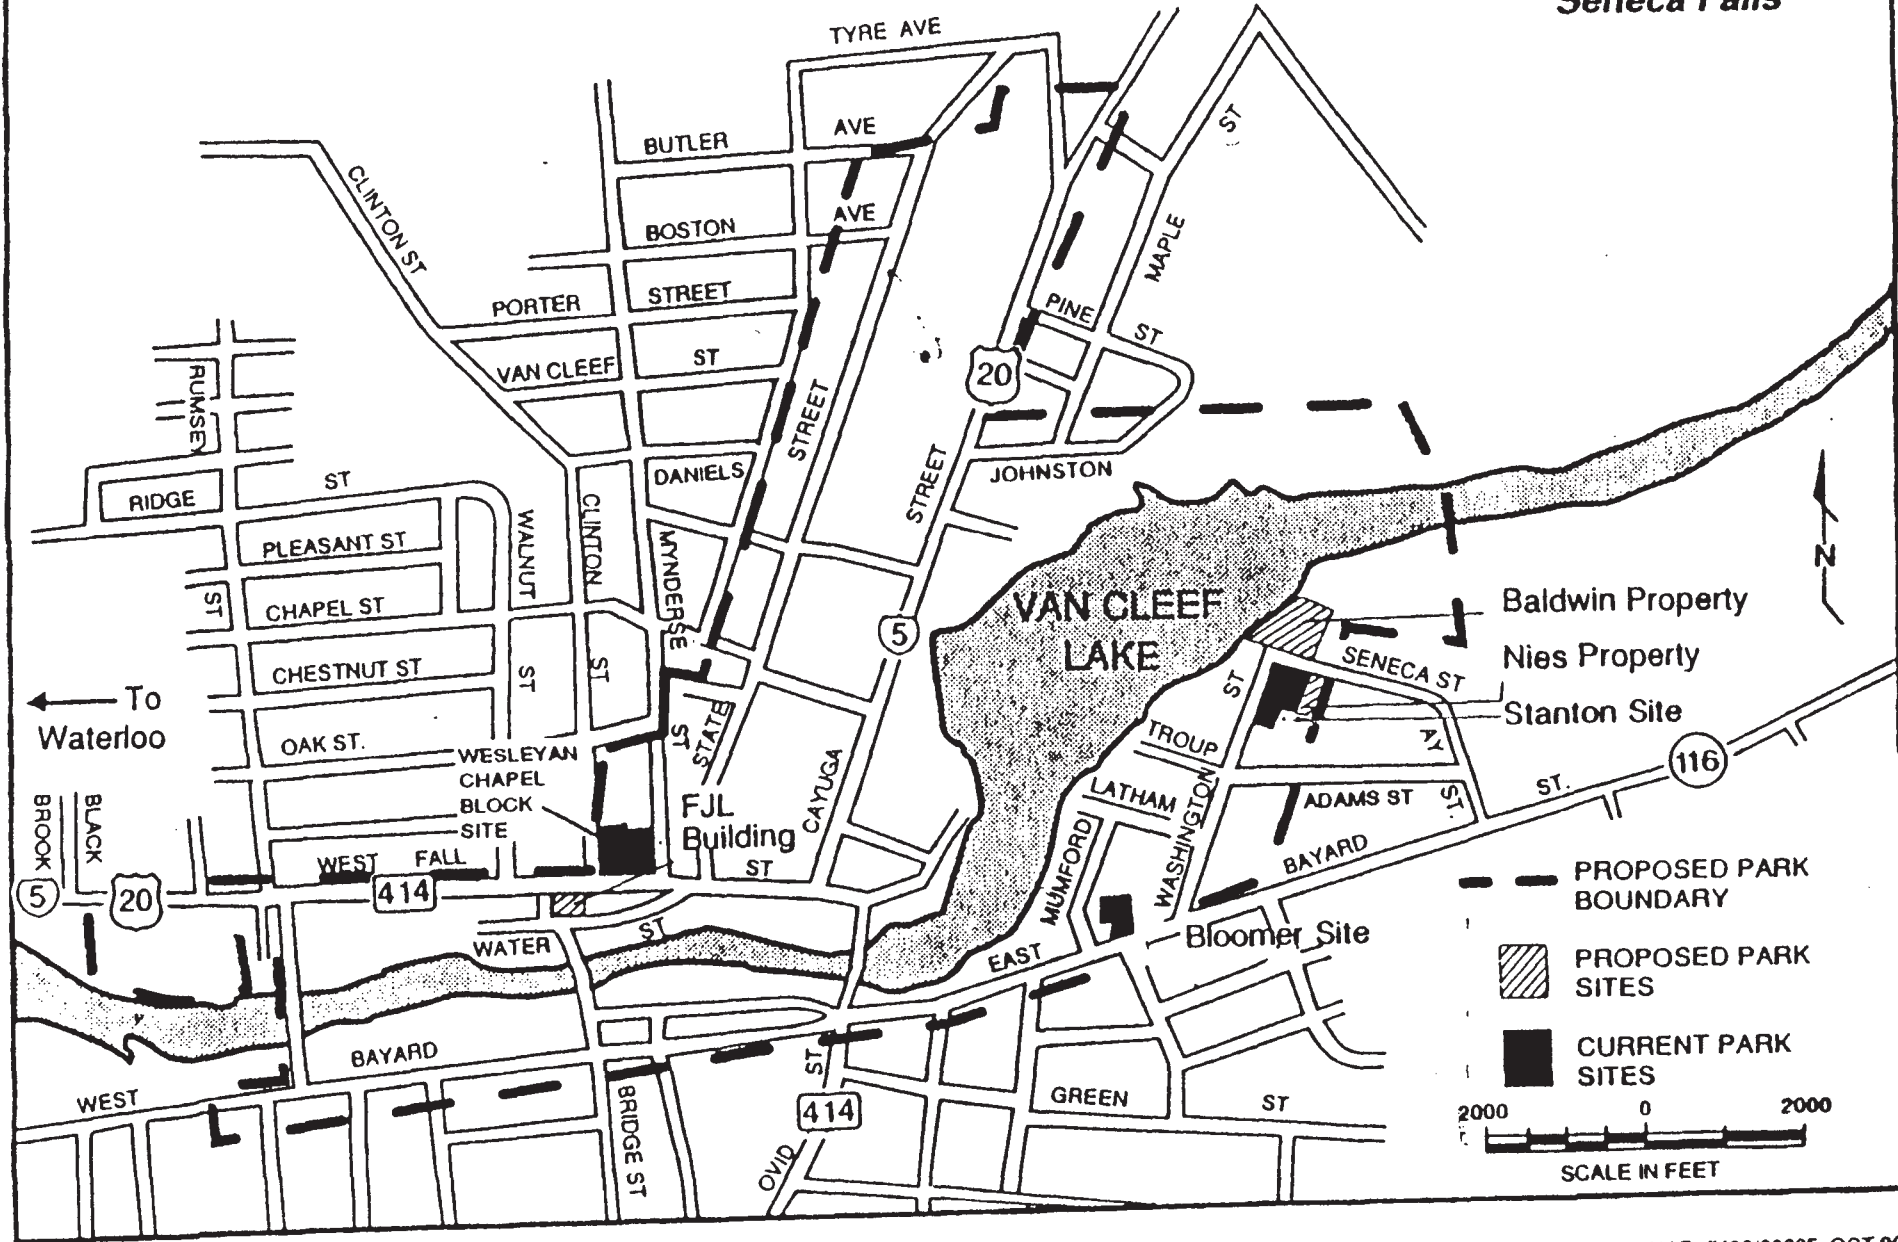 Seneca Falls
TYRE AVE
BUTLER AVE
BOSTON AVE
CLINTON ST
PORTER STREET
VAN CLEEF ST
RUMSEY ST
RIDGE ST
PLEASANT ST
CHAPEL ST
CHESTNUT ST
OAK ST.
WALNUT ST
CLINTON ST
MYNDERSE ST
DANIELS
STATE STREET
CAYUGA STREET
MAPLE ST
PINE ST
JOHNSTON
20
5
VAN CLEEF
LAKE
N
Baldwin Property
Nies Property
Stanton Site
SENECA ST
To
Waterloo
WESLEYAN
CHAPEL
BLOCK
SITE
FJL
Building
BLACK
BROOK
5
20
414
WEST FALL ST
WATER ST
TROUP
LATHAM
MUMFORD
WASHINGTON ST
ADAMS ST
AY ST.
116
EAST BAYARD ST.
Bloomer Site
WEST BAYARD
BRIDGE ST
OVID ST
414
GREEN ST
PROPOSED PARK
BOUNDARY
PROPOSED PARK
SITES
CURRENT PARK
SITES
2000 0 2000
SCALE IN FEET